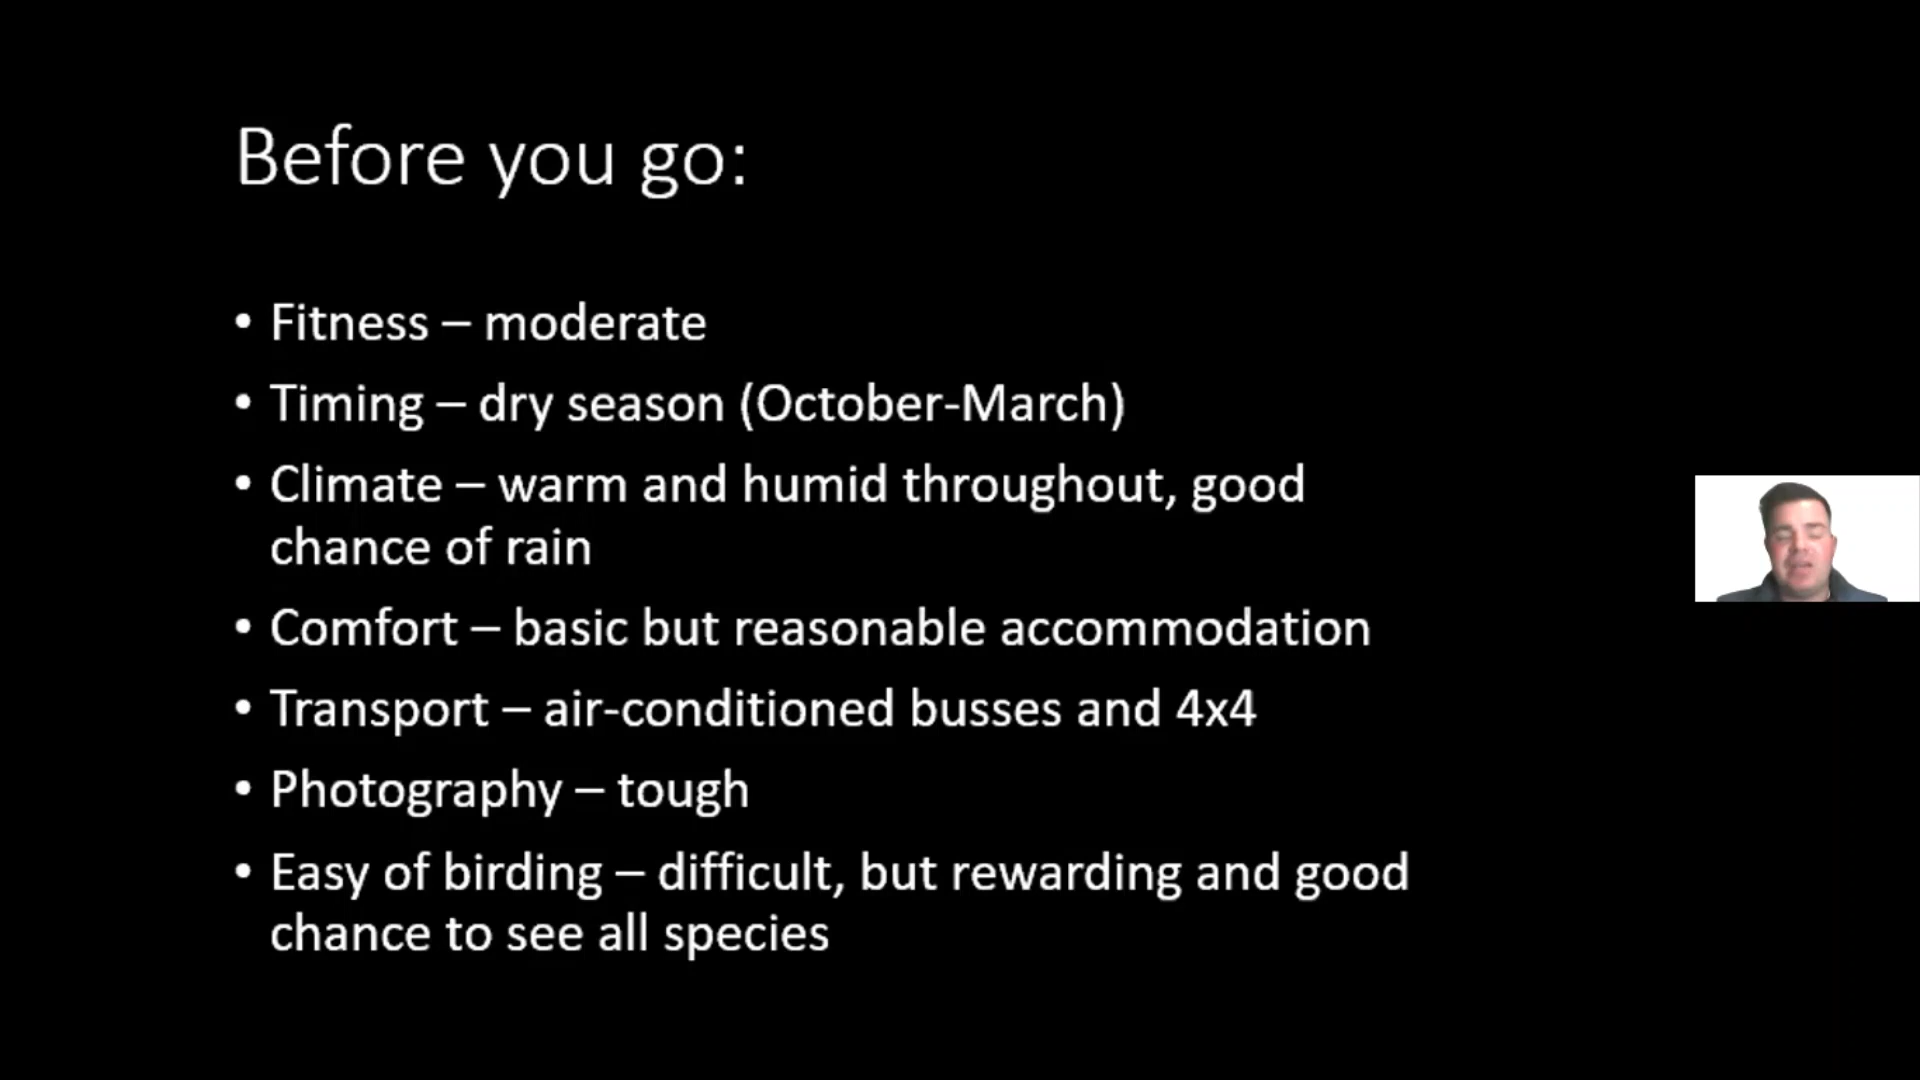 Before you go:
• Fitness – moderate
• Timing – dry season (October-March)
• Climate – warm and humid throughout, good
chance of rain
• Comfort – basic but reasonable accommodation
• Transport – air-conditioned busses and 4x4
• Photography – tough
• Easy of birding – difficult, but rewarding and good
chance to see all species